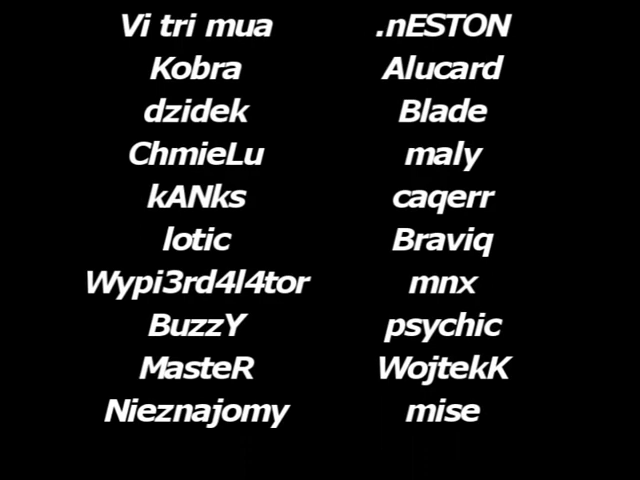 Vi tri mua .nESTON
Kobra Alucard
dzidek Blade
ChmieLu maly
kANks caqerr
lotic Braviq
Wypi3rd4l4tor mnx
BuzzY psychic
MasteR WojtekK
Nieznajomy mise